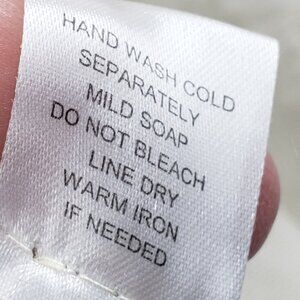 HAND WASH COLD
SEPARATELY
MILD SOAP
DO NOT BLEACH
LINE DRY
WARM IRON
IF NEEDED